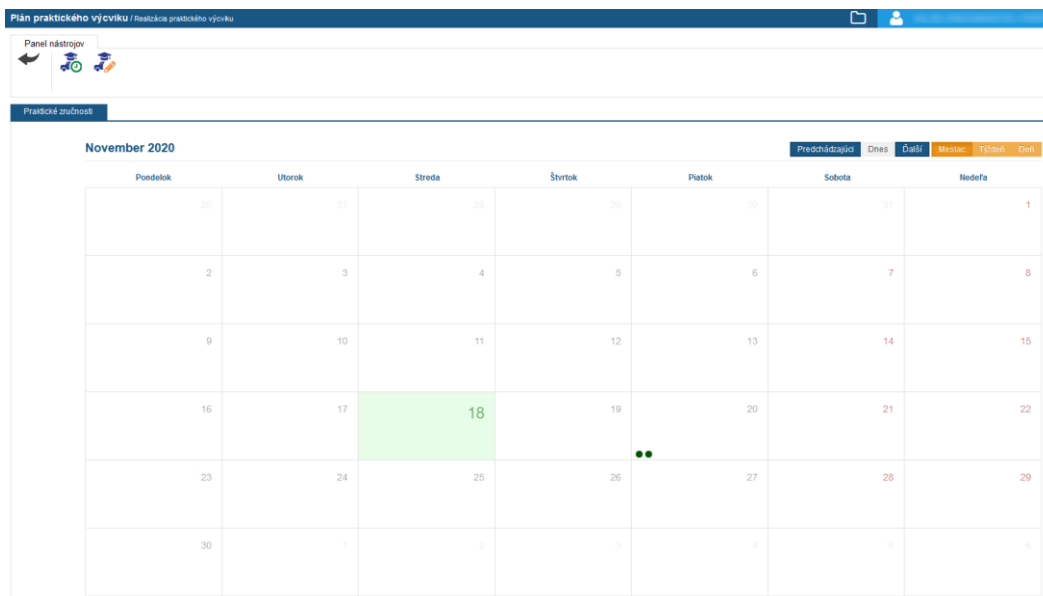 Plán praktického výcviku / Realizácia praktického výcviku
Panel nástrojov
Praktické zručnosti
November 2020
Predchádzajúci Dnes Ďalší Mesiac Týždeň Deň
Pondelok Utorok Streda Štvrtok Piatok Sobota Nedeľa
26 27 28 29 30 31 1
2 3 4 5 6 7 8
9 10 11 12 13 14 15
16 17 18 19 20 21 22
23 24 25 26 27 28 29
30 1 2 3 4 5 6